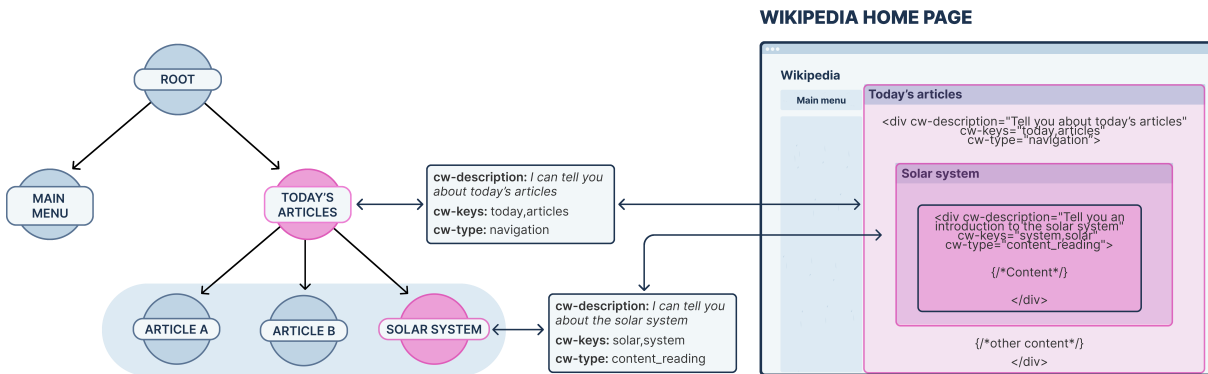 WIKIPEDIA HOME PAGE
ROOT
MAIN
MENU
TODAY'S
ARTICLES
cw-description: I can tell you
about today's articles
cw-keys: today,articles
cw-type: navigation
ARTICLE A
ARTICLE B
SOLAR SYSTEM
cw-description: I can tell you
about the solar system
cw-keys: solar,system
cw-type: content_reading
Wikipedia
Main menu
Today's articles
<div cw-description="Tell you about today's articles"
cw-keys="today,articles"
cw-type="navigation">
Solar system
<div cw-description="Tell you an
introduction to the solar system"
cw-keys="system,solar"
cw-type="content_reading">
{/*Content*/}
</div>
{/*other content*/}
</div>